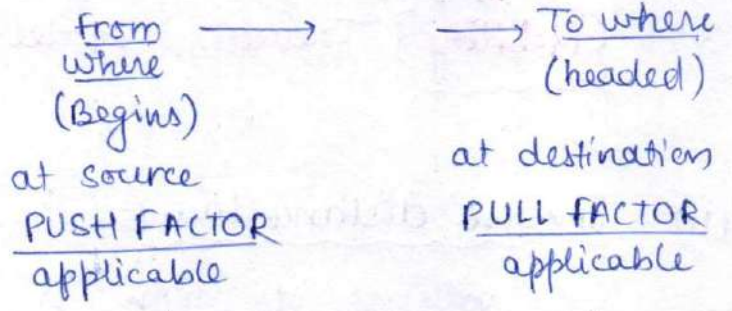 from ⟶ ⟶ To where
where (headed)
(Begins)
at source at destination
PUSH FACTOR PULL FACTOR
applicable applicable